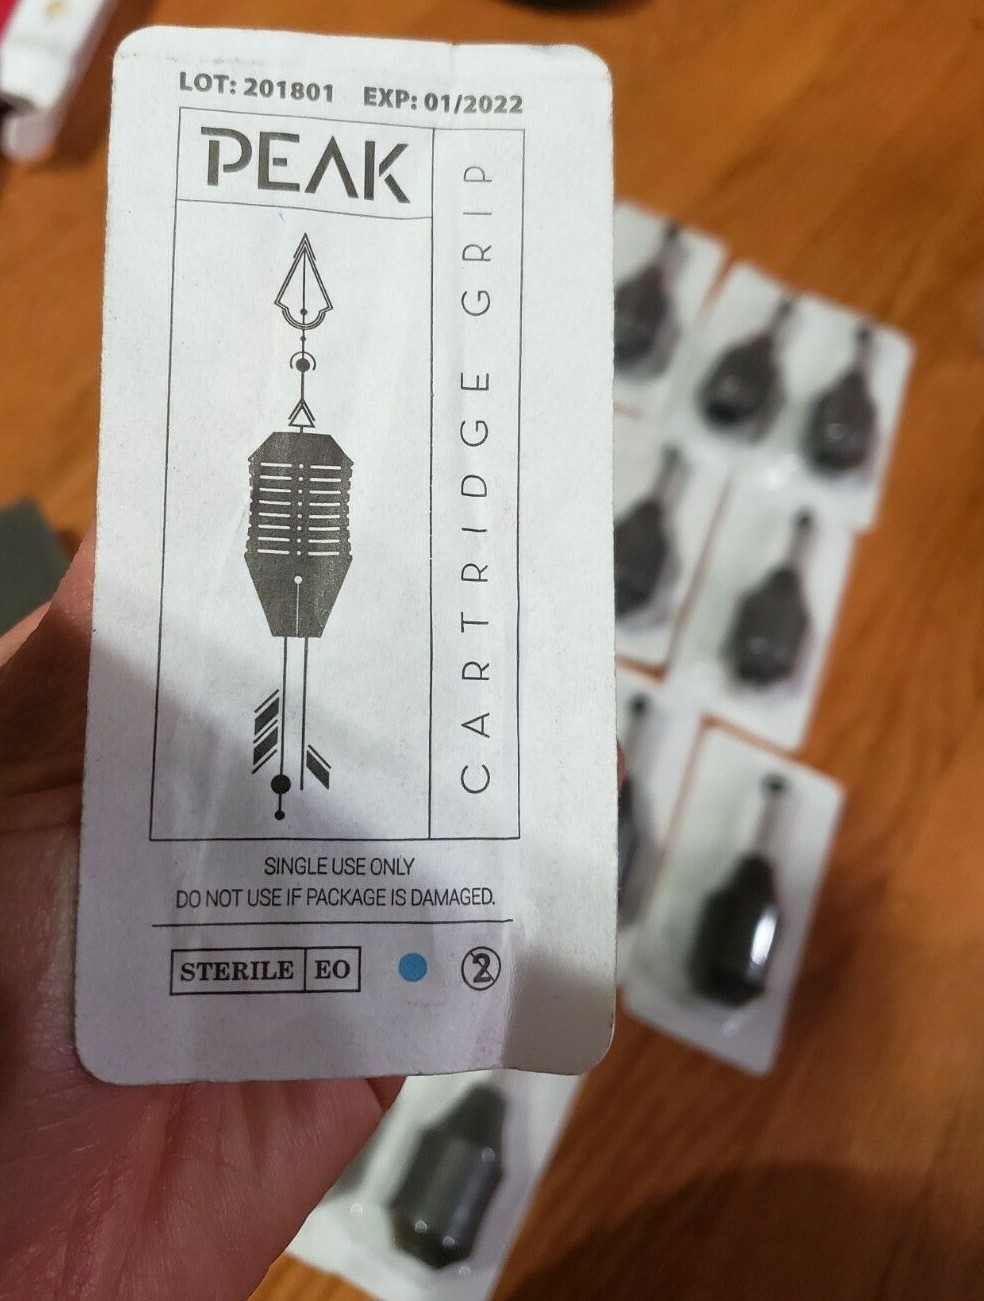 LOT: 201801 EXP: 01/2022
PEAK
CARTRIDGE GRIP
SINGLE USE ONLY
DO NOT USE IF PACKAGE IS DAMAGED.
STERILE EO 2